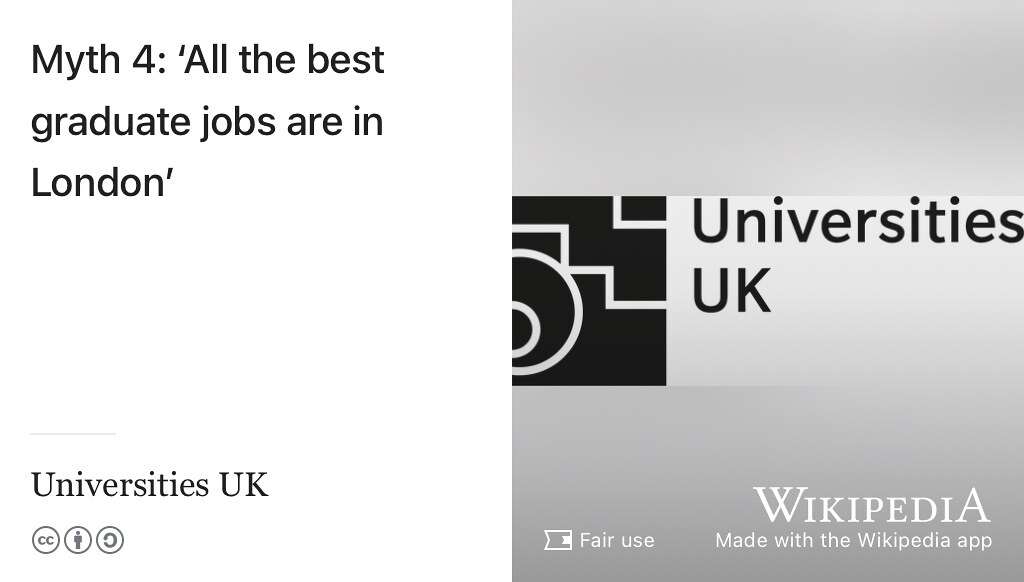 Myth 4: ‘All the best
graduate jobs are in
London’
Universities UK
cc
Universities
UK
WIKIPEDIA
Fair use
Made with the Wikipedia app